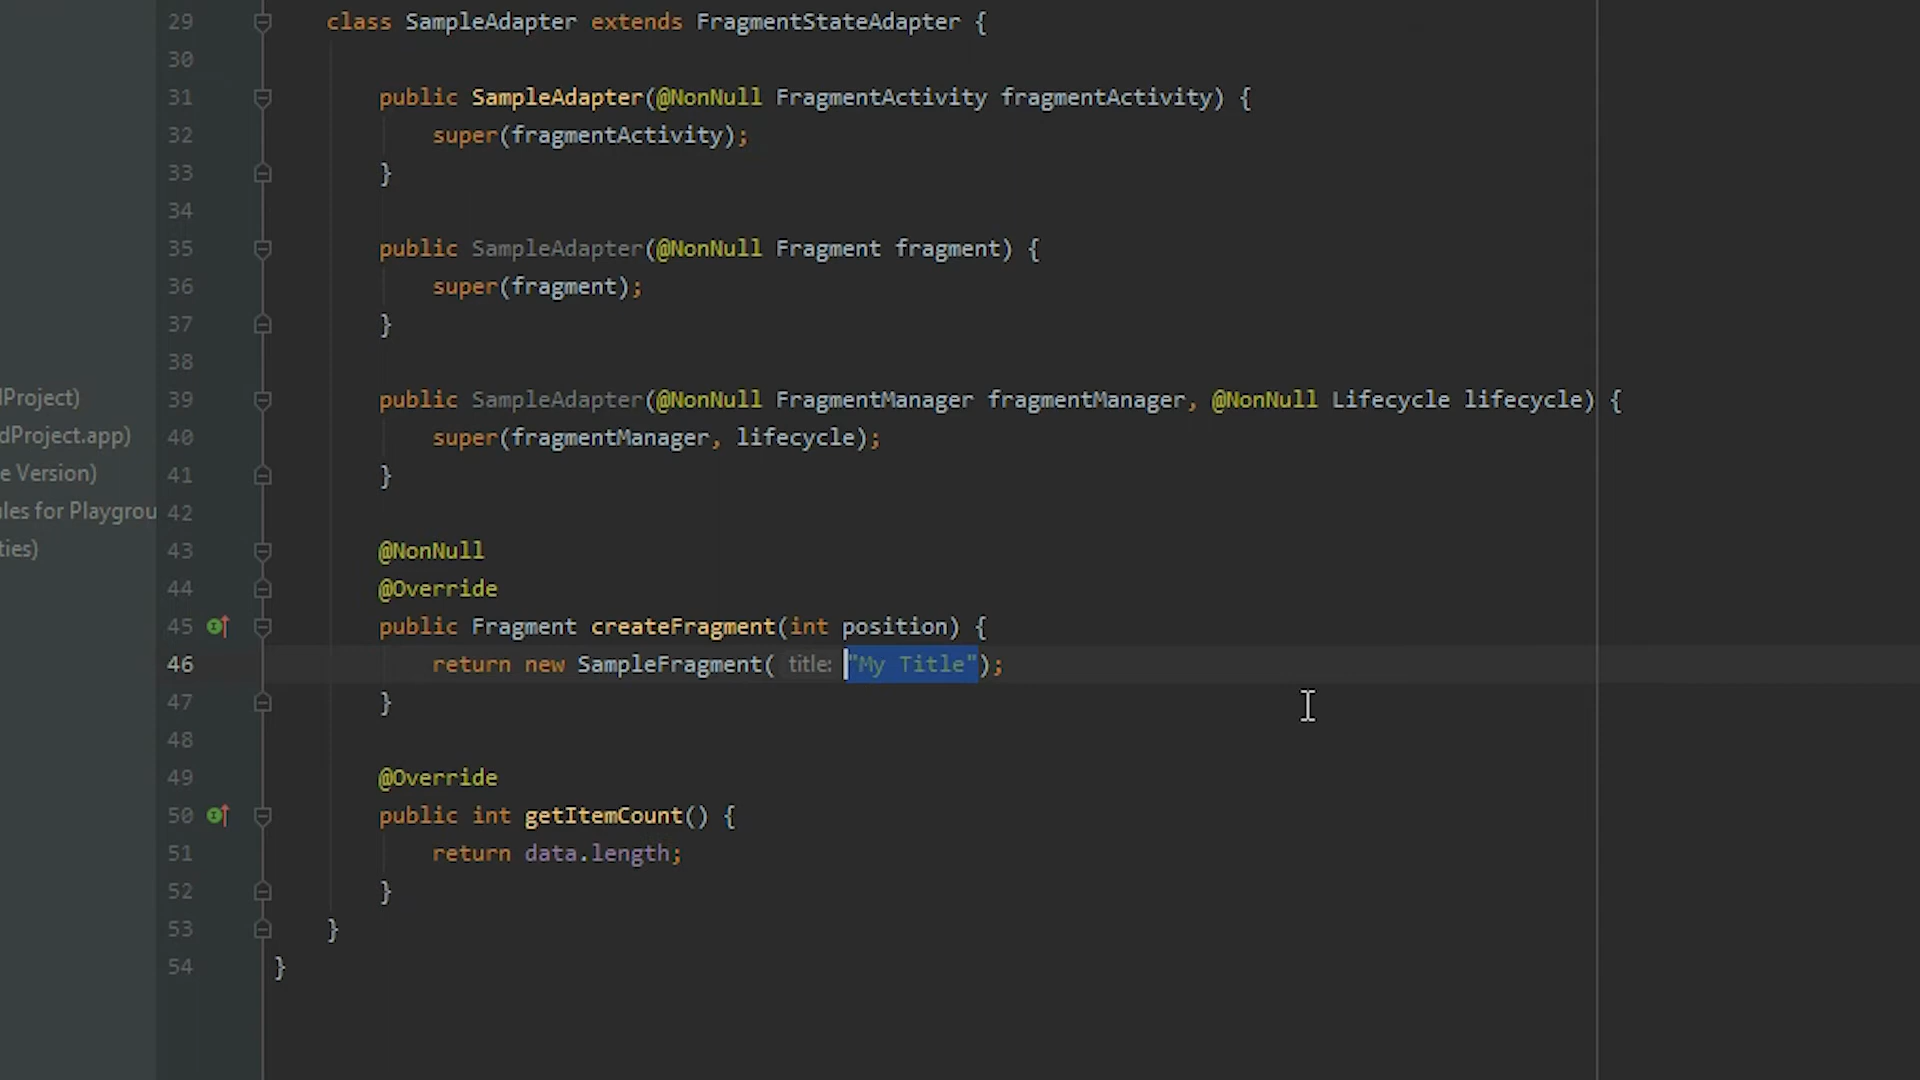 29 class SampleAdapter extends FragmentStateAdapter {
30
31 public SampleAdapter(@NonNull FragmentActivity fragmentActivity) {
32 super(fragmentActivity);
33 }
34
35 public SampleAdapter(@NonNull Fragment fragment) {
36 super(fragment);
37 }
38
lProject)
39 public SampleAdapter(@NonNull FragmentManager fragmentManager, @NonNull Lifecycle lifecycle) {
dProject.app)
40 super(fragmentManager, lifecycle);
e Version)
41 }
ules for Playgrou
42
ties)
43 @NonNull
44 @Override
45 public Fragment createFragment(int position) {
46 return new SampleFragment( title: "My Title");
47 }
48
49 @Override
50 public int getItemCount() {
51 return data.length;
52 }
53 }
54 }